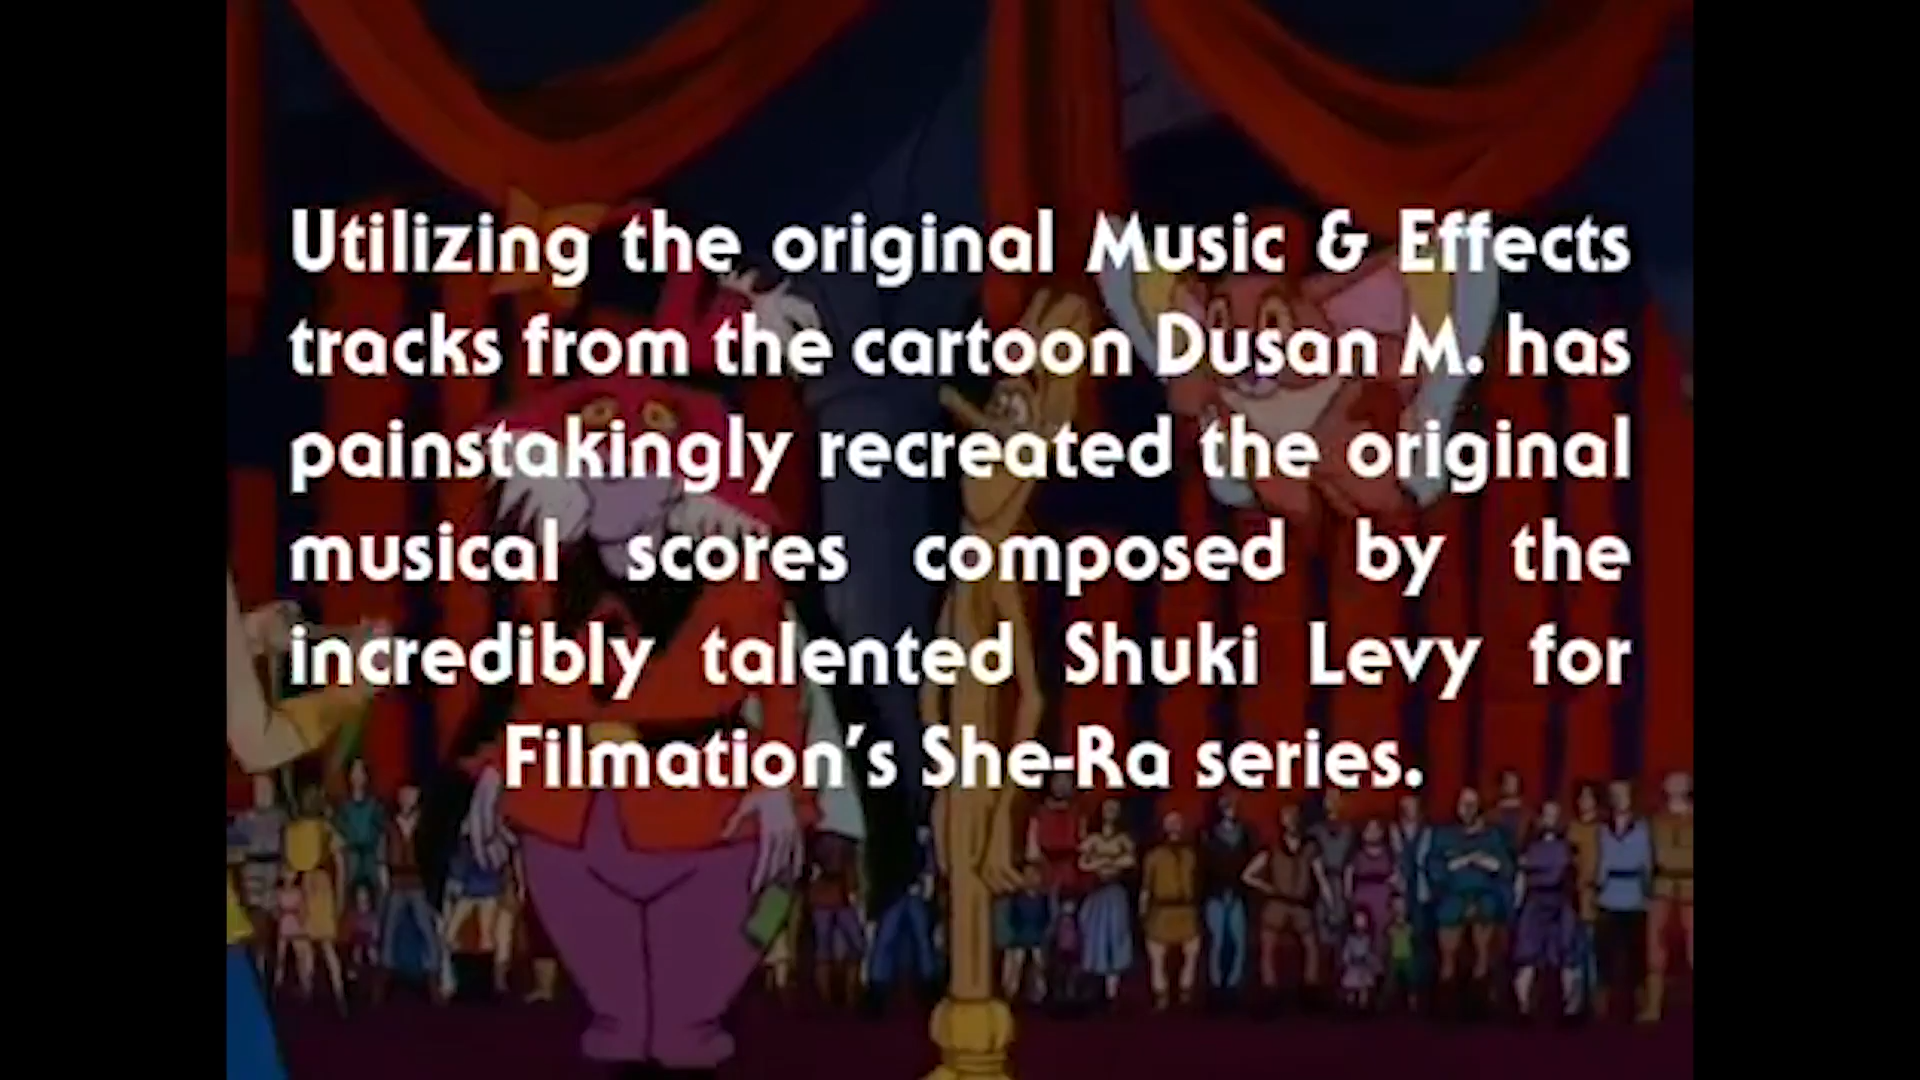 Utilizing the original Music & Effects
tracks from the cartoon Dusan M. has
painstakingly recreated the original
musical scores composed by the
incredibly talented Shuki Levy for
Filmation's She-Ra series.